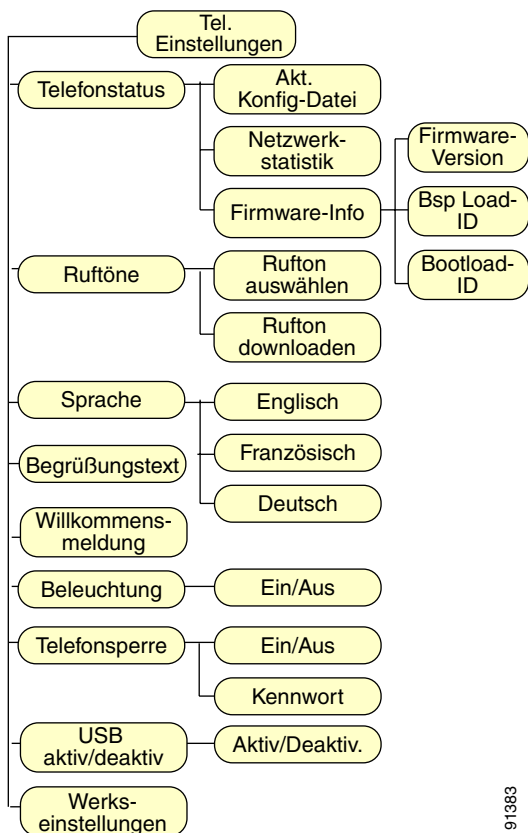 Tel.
Einstellungen
Telefonstatus
Akt.
Konfig-Datei
Netzwerk-
statistik
Firmware-Info
Firmware-
Version
Bsp Load-
ID
Bootload-
ID
Ruftöne
Rufton
auswählen
Rufton
downloaden
Sprache
Englisch
Französisch
Deutsch
Begrüßungstext
Willkommens-
meldung
Beleuchtung
Ein/Aus
Telefonsperre
Ein/Aus
Kennwort
USB
aktiv/deaktiv
Aktiv/Deaktiv.
Werks-
einstellungen
91383